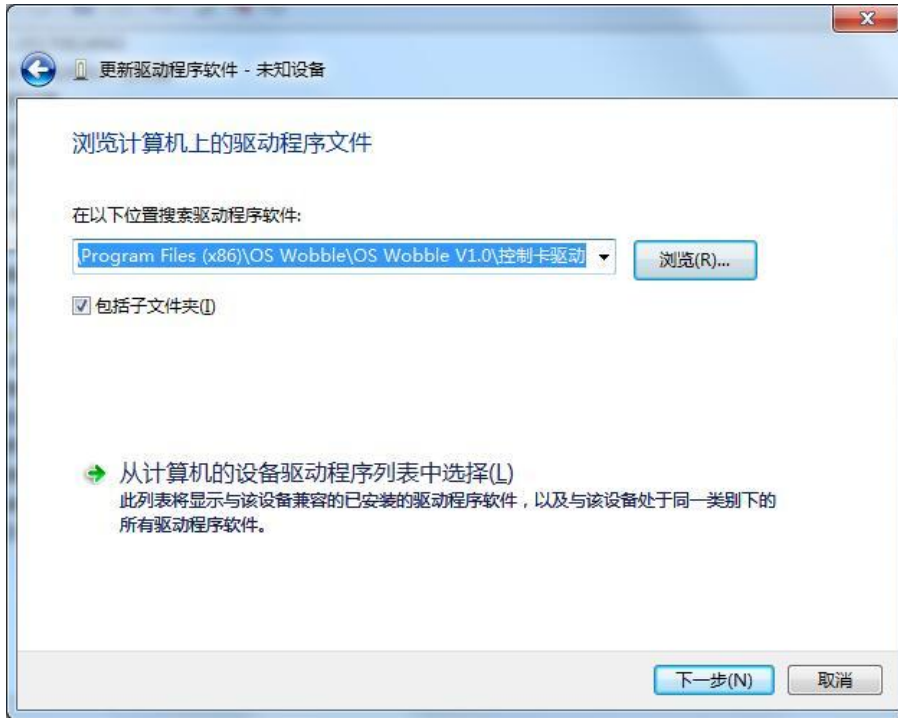 更新驱动程序软件 - 未知设备
浏览计算机上的驱动程序文件
在以下位置搜索驱动程序软件:
\Program Files (x86)\OS Wobble\OS Wobble V1.0\控制卡驱动
浏览(R)...
包括子文件夹(I)
从计算机的设备驱动程序列表中选择(L)
此列表将显示与该设备兼容的已安装的驱动程序软件，以及与该设备处于同一类别下的
所有驱动程序软件。
下一步(N)
取消